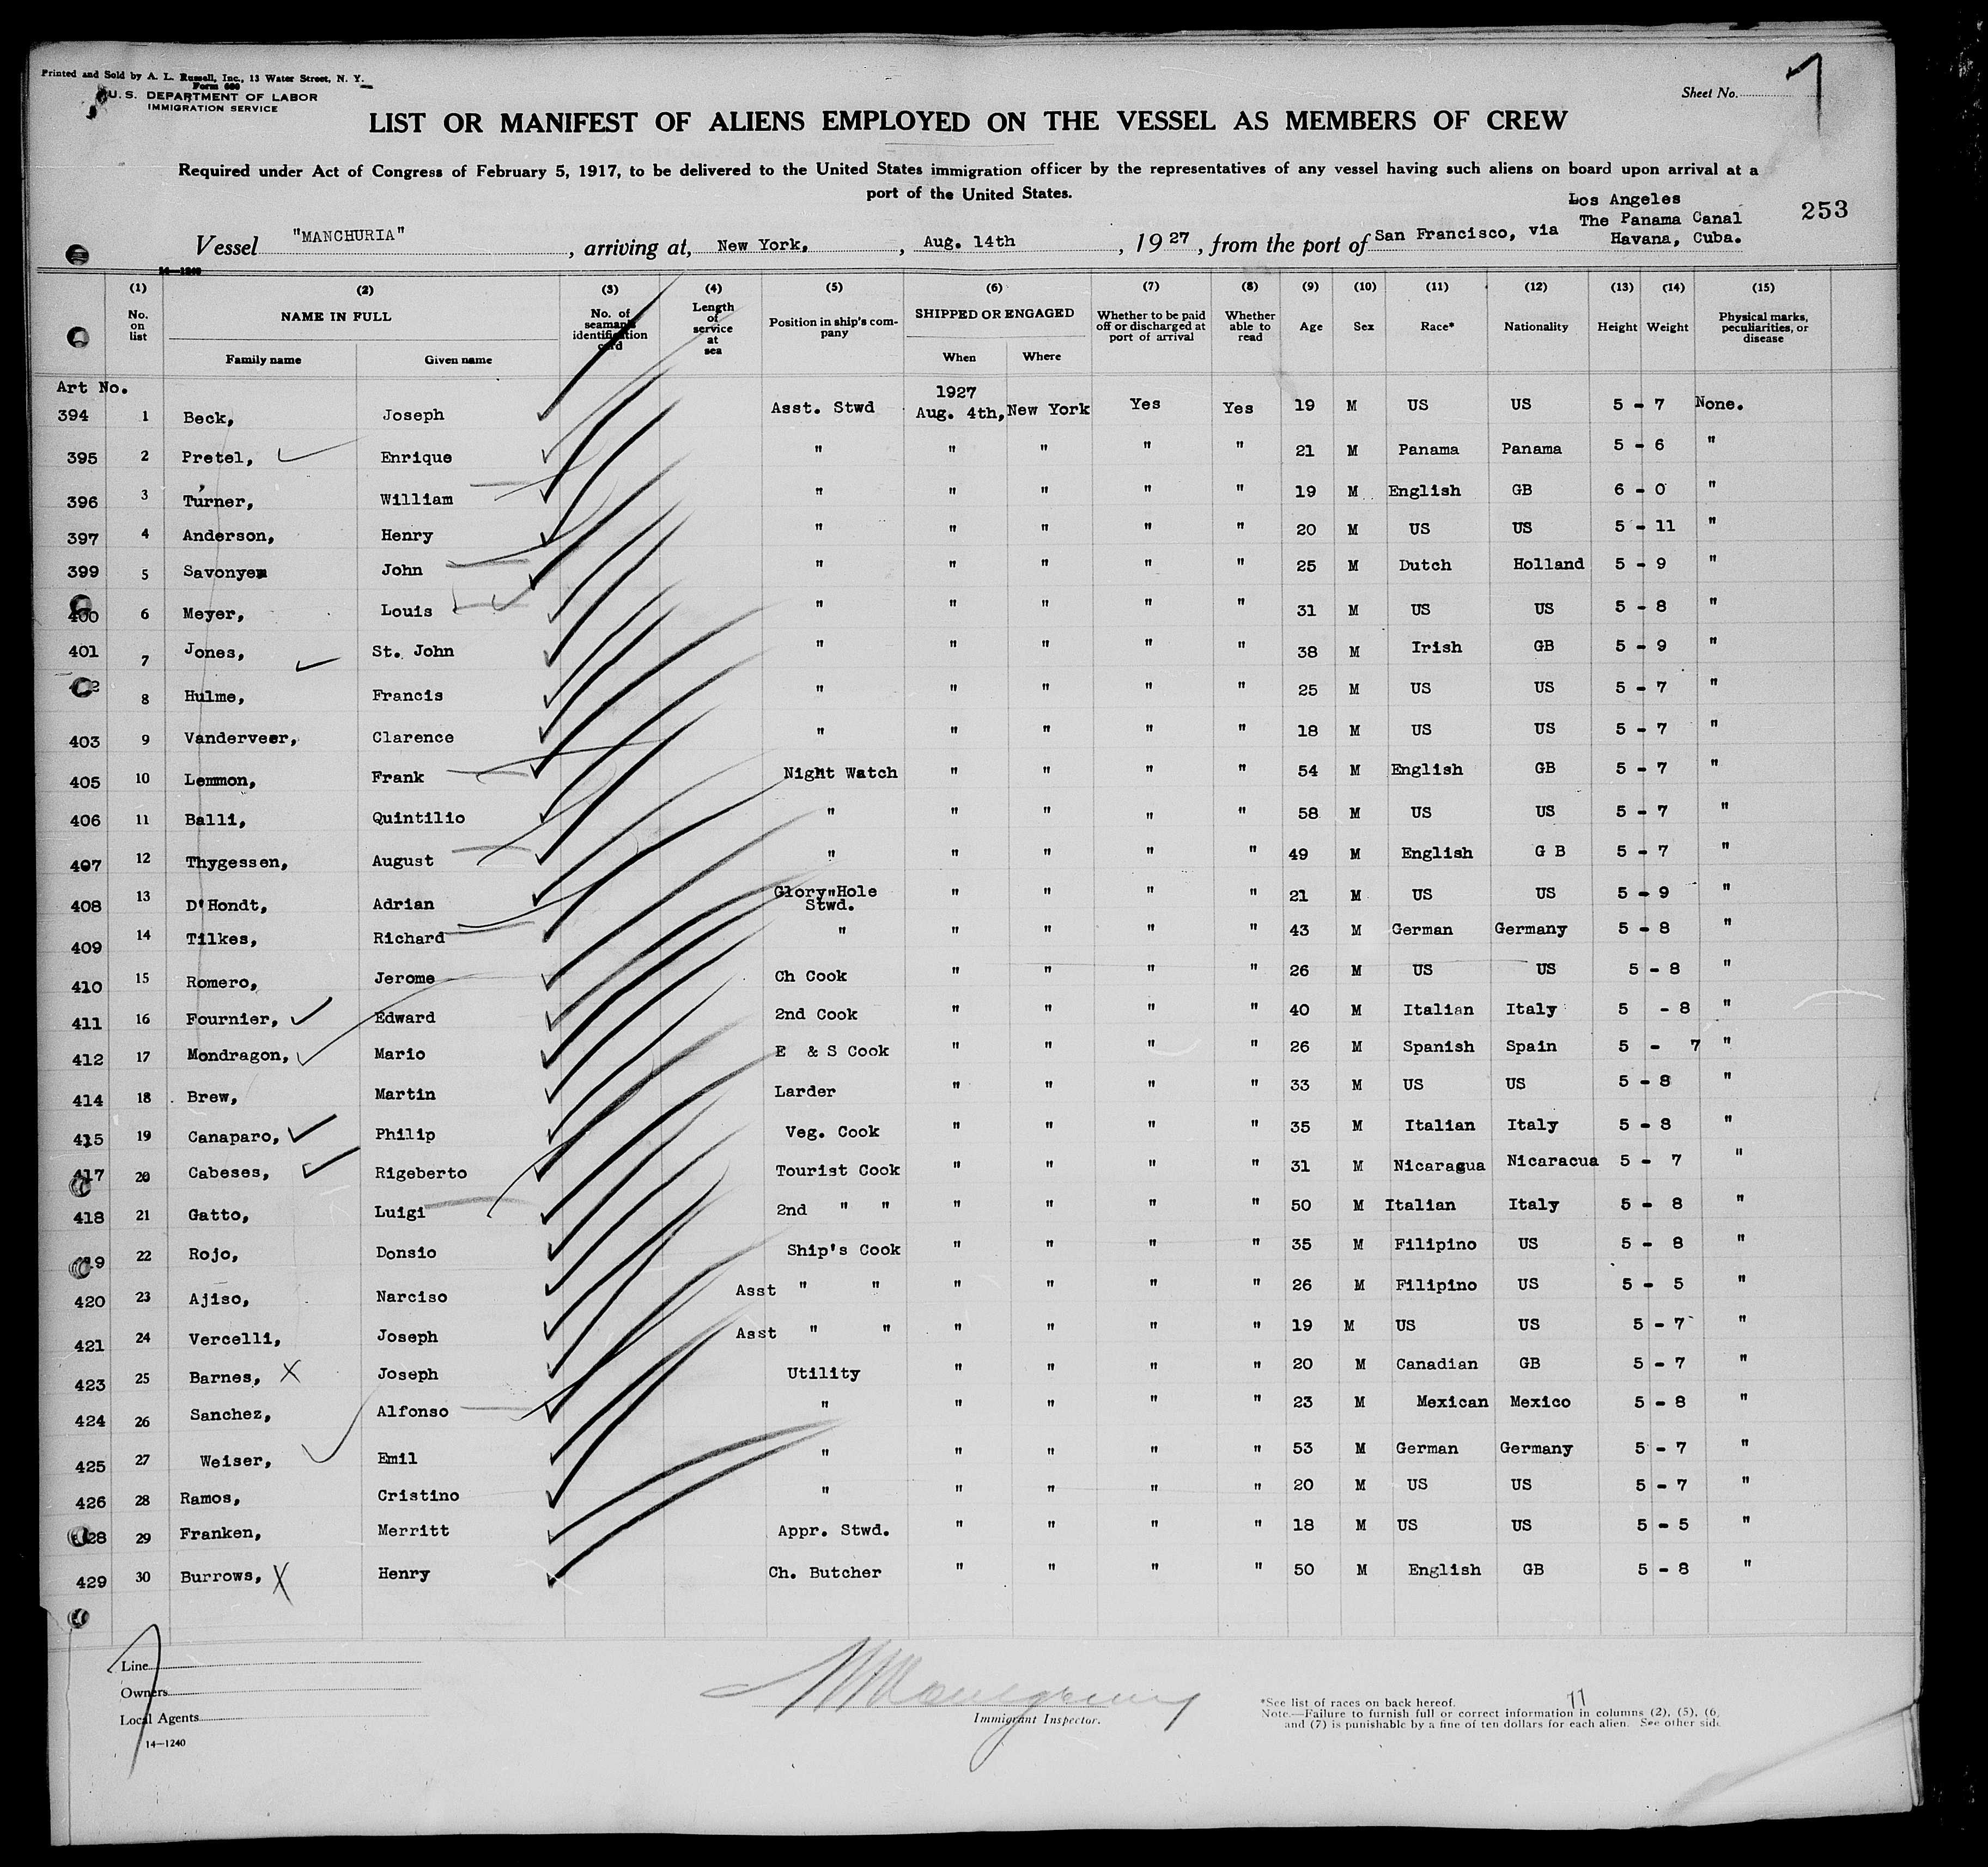 Printed and Sold by A. L. Russell, Inc., 13 Water Street, N. Y.
Form 680
U. S. DEPARTMENT OF LABOR
IMMIGRATION SERVICE
Sheet No. 7
LIST OR MANIFEST OF ALIENS EMPLOYED ON THE VESSEL AS MEMBERS OF CREW
Required under Act of Congress of February 5, 1917, to be delivered to the United States immigration officer by the representatives of any vessel having such aliens on board upon arrival at a
port of the United States.
253
Los Angeles
The Panama Canal
Vessel "MANCHURIA", arriving at, New York, , Aug. 14th, 1927, from the port of San Francisco, via Havana, Cuba.
14-1240
(1) (2) (3) (4) (5) (6) (7) (8) (9) (10) (11) (12) (13) (14) (15)
No. on list NAME IN FULL No. of seaman's identification card Length of service at sea Position in ship's company SHIPPED OR ENGAGED Whether to be paid off or discharged at port of arrival Whether able to read Age Sex Race* Nationality Height Weight Physical marks, peculiarities, or disease
Family name Given name When Where
Art No. 1927
394 1 Beck, Joseph Asst. Stwd Aug. 4th, New York Yes Yes 19 M US US 5 - 7 None.
395 2 Pretel, Enrique " " " " " 21 M Panama Panama 5 - 6 "
396 3 Turner, William " " " " " 19 M English GB 6 - 0 "
397 4 Anderson, Henry " " " " " 20 M US US 5 - 11 "
399 5 Savonyem John " " " " " 25 M Dutch Holland 5 - 9 "
400 6 Meyer, Louis " " " " " 31 M US US 5 - 8 "
401 7 Jones, St. John " " " " " 38 M Irish GB 5 - 9 "
8 Hulme, Francis " " " " " 25 M US US 5 - 7 "
403 9 Vanderveer, Clarence " " " " " 18 M US US 5 - 7 "
405 10 Lemmon, Frank Night Watch " " " " 54 M English GB 5 - 7 "
406 11 Balli, Quintilio " " " " " 58 M US US 5 - 7 "
407 12 Thygessen, August " " " " " 49 M English G B 5 - 7 "
408 13 D'Hondt, Adrian Glory"Hole Stwd. " " " " 21 M US US 5 - 9 "
409 14 Tilkes, Richard " " " " " 43 M German Germany 5 - 8 "
410 15 Romero, Jerome Ch Cook " " " " 26 M US US 5 - 8 "
411 16 Fournier, Edward 2nd Cook " " " " 40 M Italian Italy 5 - 8 "
412 17 Mondragon, Mario E & S Cook " " " " 26 M Spanish Spain 5 - 7 "
414 18 Brew, Martin Larder " " " " 33 M US US 5 - 8 "
415 19 Canaparo, Philip Veg. Cook " " " " 35 M Italian Italy 5 - 8 "
417 20 Cabeses, Rigeberto Tourist Cook " " " " 31 M Nicaragua Nicaracua 5 - 7 "
418 21 Gatto, Luigi 2nd " " " " " " 50 M Italian Italy 5 - 8 "
22 Rojo, Donsio Ship's Cook " " " " 35 M Filipino US 5 - 8 "
420 23 Ajiso, Narciso Asst " " " " " " 26 M Filipino US 5 - 5 "
421 24 Vercelli, Joseph Asst " " " " " " 19 M US US 5 - 7 "
423 25 Barnes, X Joseph Utility " " " " 20 M Canadian GB 5 - 7 "
424 26 Sanchez, Alfonso " " " " " 23 M Mexican Mexico 5 - 8 "
425 27 Weiser, Emil " " " " " 53 M German Germany 5 - 7 "
426 28 Ramos, Cristino " " " " " 20 M US US 5 - 7 "
428 29 Franken, Merritt Appr. Stwd. " " " " 18 M US US 5 - 5 "
429 30 Burrows, X Henry Ch. Butcher " " " " 50 M English GB 5 - 8 "
Line
Owners
Local Agents
14-1240
Immigrant Inspector.
*See list of races on back hereof.
Note.—Failure to furnish full or correct information in columns (2), (5), (6,
and (7) is punishable by a fine of ten dollars for each alien. See other side